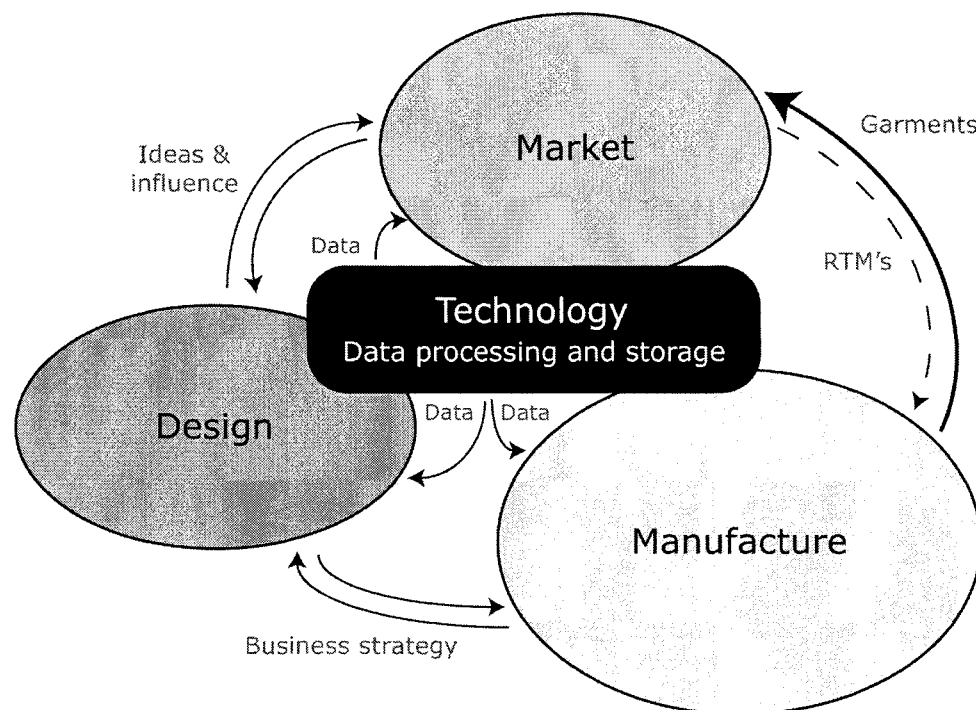 Market
Garments
Ideas &
influence
Data
RTM's
Technology
Data processing and storage
Data
Data
Design
Manufacture
Business strategy